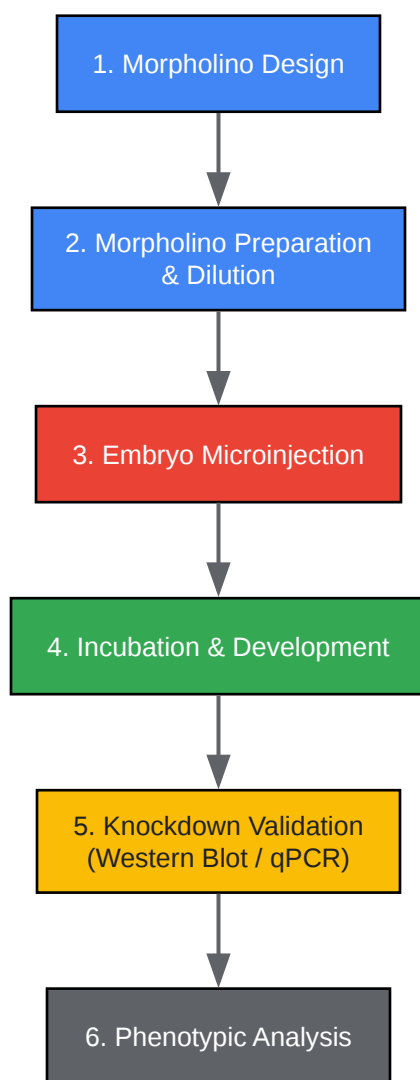 1. Morpholino Design
2. Morpholino Preparation
& Dilution
3. Embryo Microinjection
4. Incubation & Development
5. Knockdown Validation
(Western Blot / qPCR)
6. Phenotypic Analysis